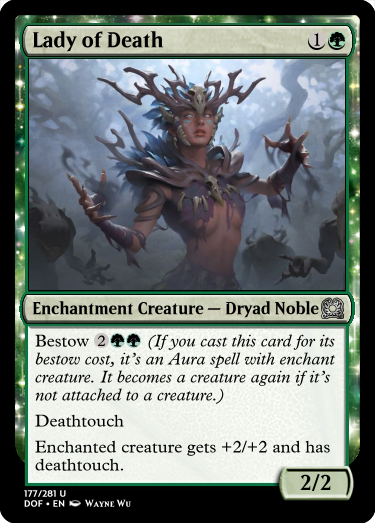 Lady of Death 1
Enchantment Creature — Dryad Noble
Bestow 2 (If you cast this card for its
bestow cost, it's an Aura spell with enchant
creature. It becomes a creature again if it's
not attached to a creature.)
Deathtouch
Enchanted creature gets +2/+2 and has
deathtouch.
2/2
177/281 U
DOF • EN Wayne Wu